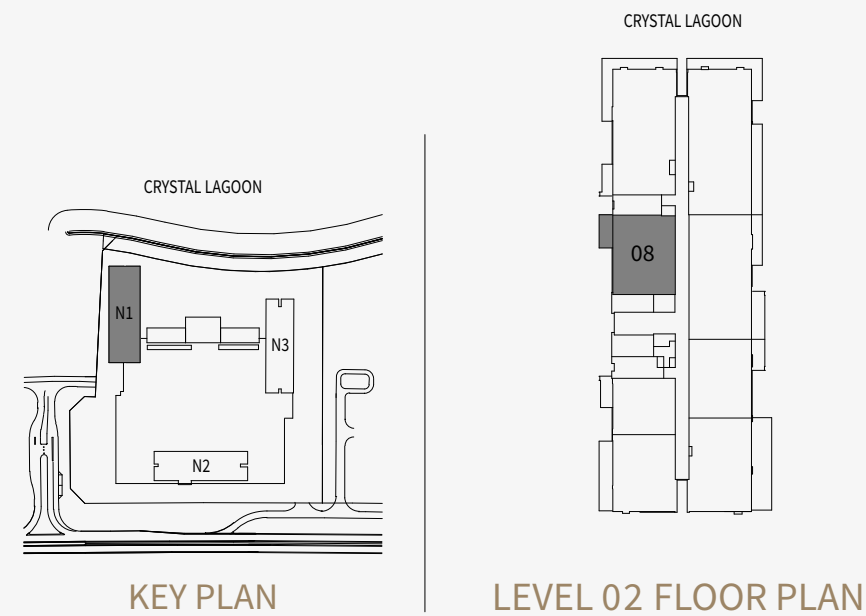 CRYSTAL LAGOON
N1
N3
N2
KEY PLAN
CRYSTAL LAGOON
08
LEVEL 02 FLOOR PLAN